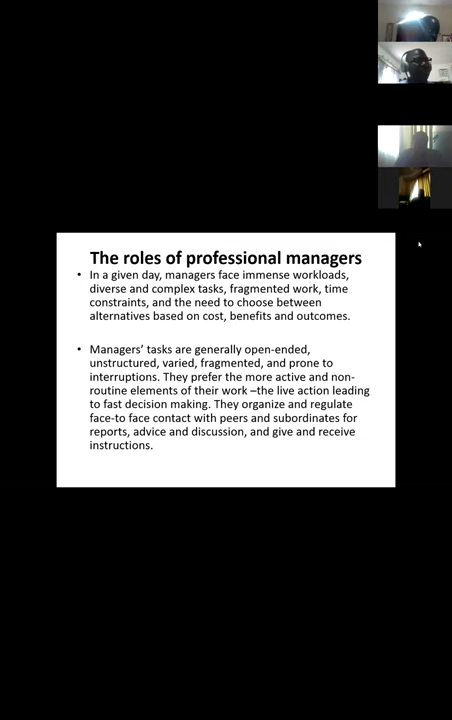 The roles of professional managers
• In a given day, managers face immense workloads,
diverse and complex tasks, fragmented work, time
constraints, and the need to choose between
alternatives based on cost, benefits and outcomes.
• Managers' tasks are generally open-ended,
unstructured, varied, fragmented, and prone to
interruptions. They prefer the more active and non-
routine elements of their work –the live action leading
to fast decision making. They organize and regulate
face-to face contact with peers and subordinates for
reports, advice and discussion, and give and receive
instructions.